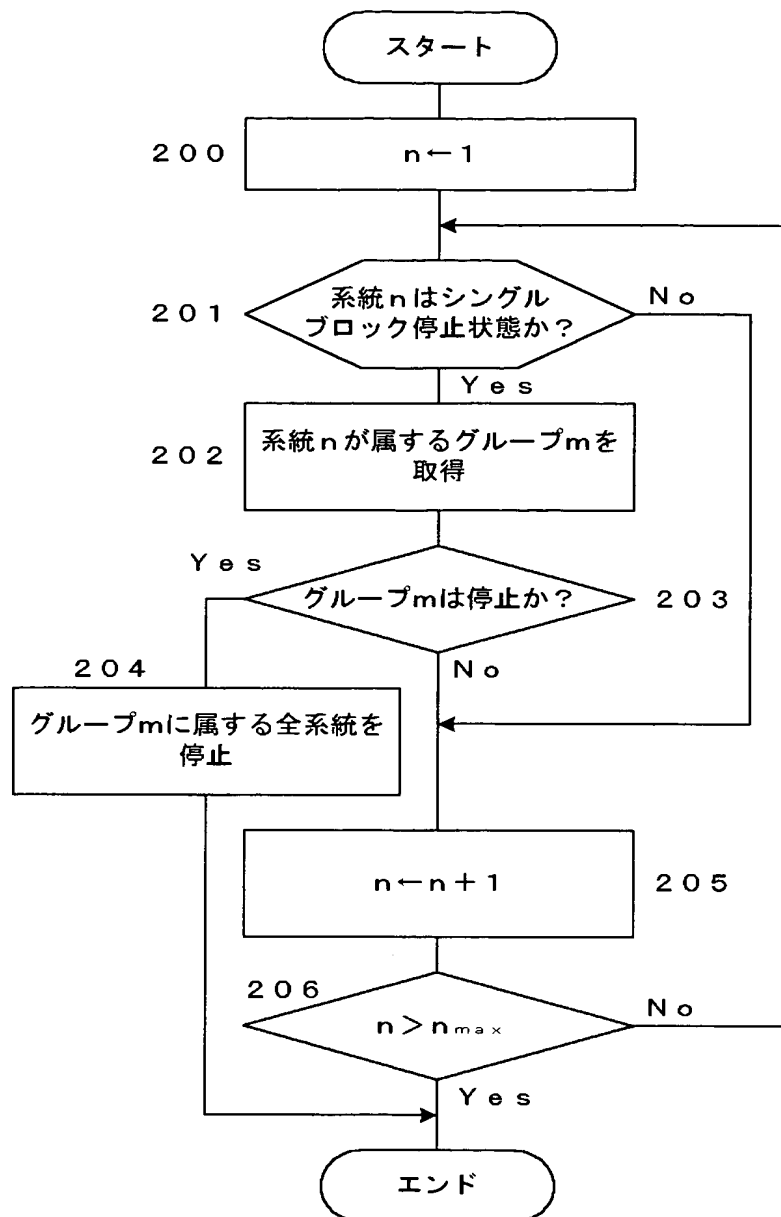 スタート
200
n←1
201
系統nはシングル
ブロック停止状態か?
No
Yes
202
系統nが属するグループmを
取得
Yes
グループmは停止か?
203
No
204
グループmに属する全系統を
停止
n←n+1
205
206
n>nmax
No
Yes
エンド